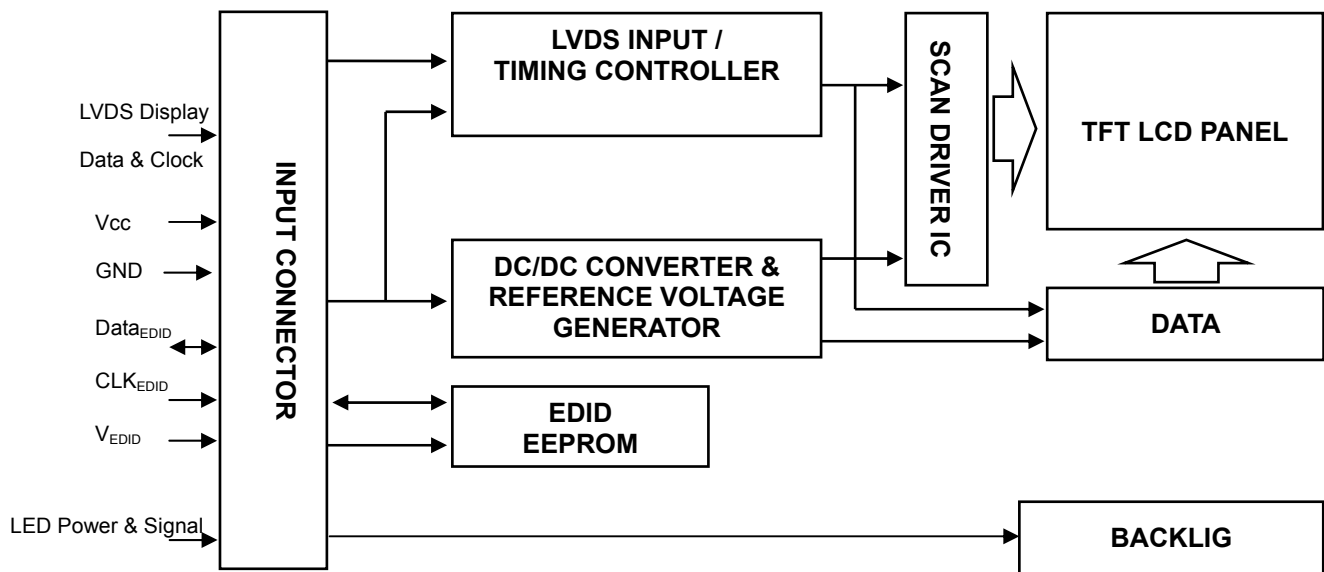 LVDS Display
Data & Clock
Vcc
GND
DataEDID
CLKEDID
VEDID
LED Power & Signal
INPUT CONNECTOR
LVDS INPUT /
TIMING CONTROLLER
DC/DC CONVERTER &
REFERENCE VOLTAGE
GENERATOR
EDID
EEPROM
SCAN DRIVER IC
TFT LCD PANEL
DATA
BACKLIG